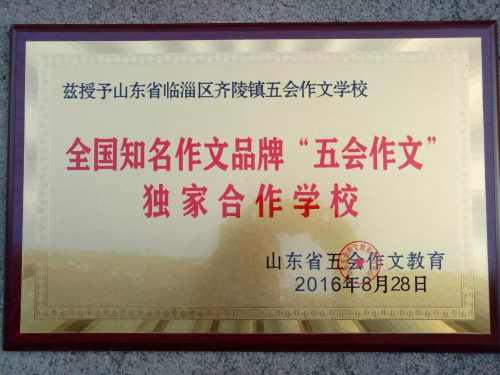 兹授予山东省临淄区齐陵镇五会作文学校
全国知名作文品牌“五会作文”
独家合作学校
山东省五会作文教育
2016年8月28日